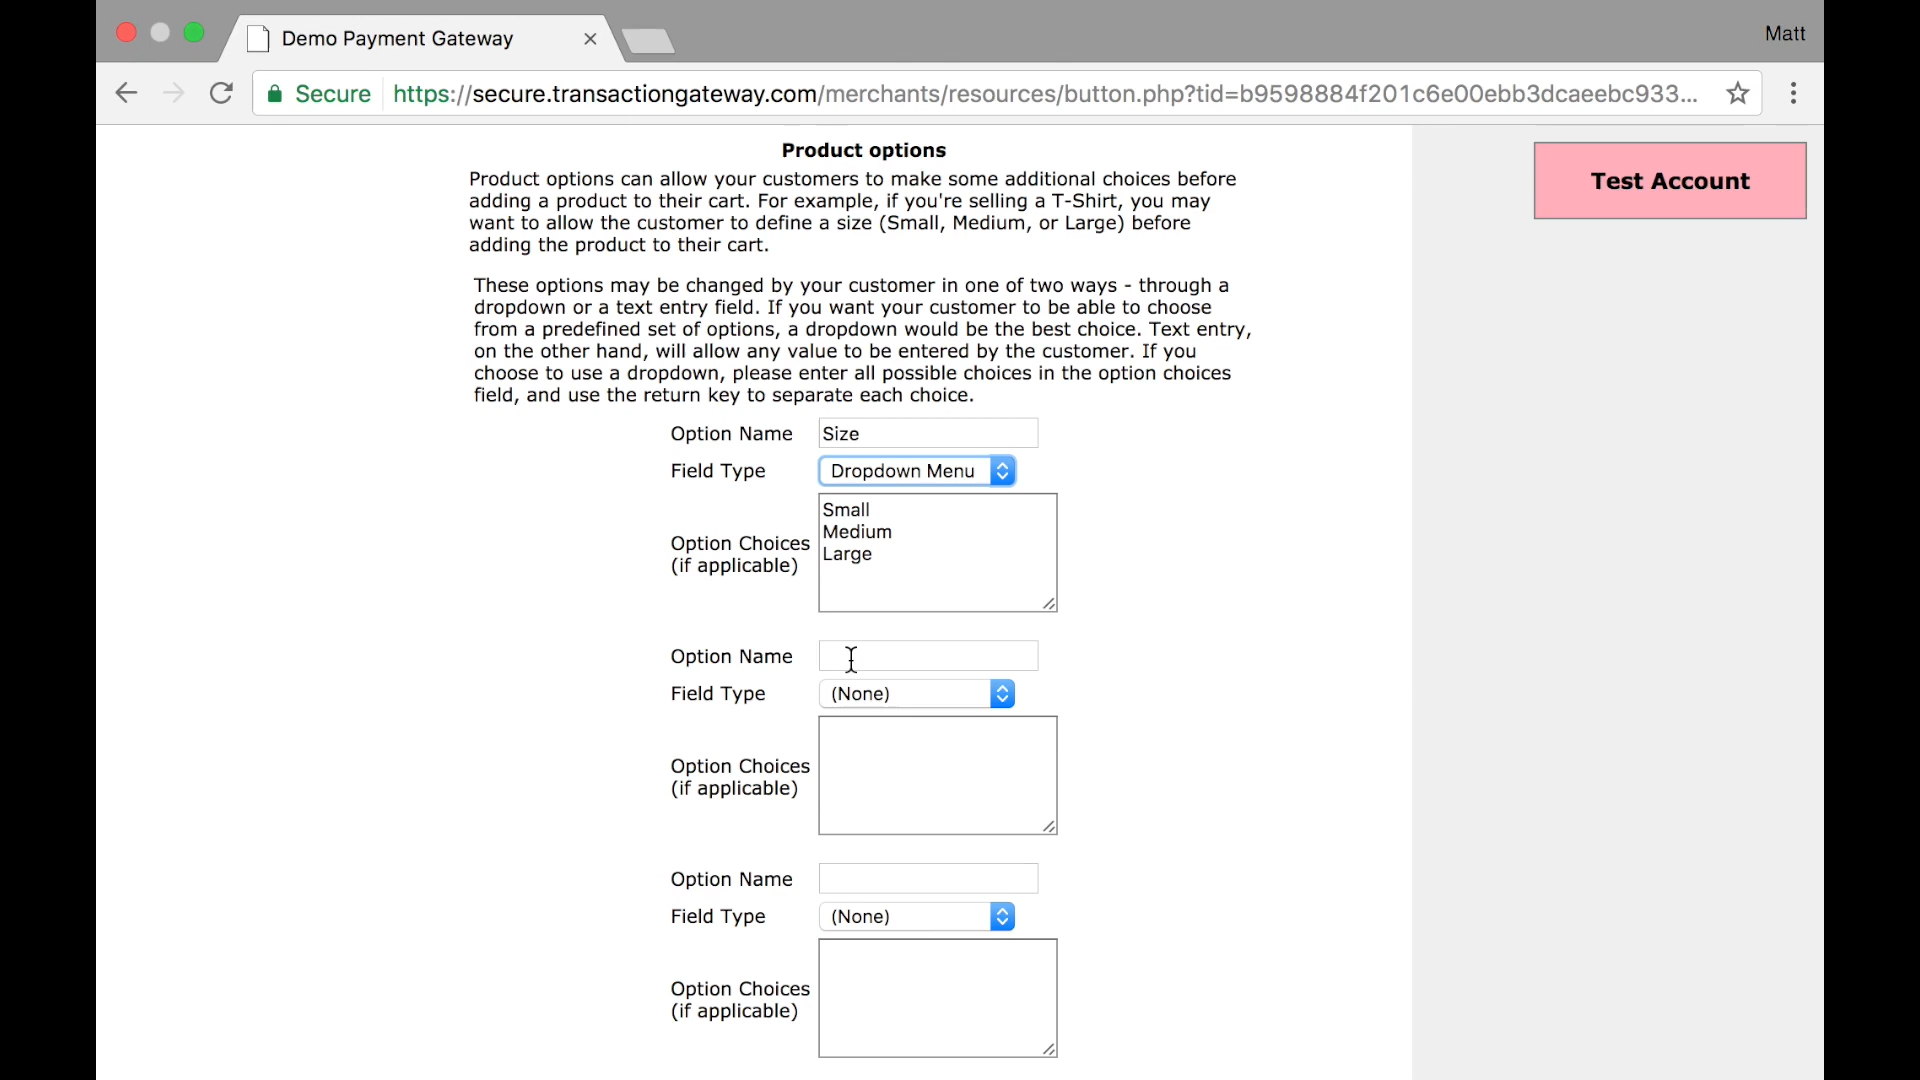 Demo Payment Gateway
Matt
Secure https://secure.transactiongateway.com/merchants/resources/button.php?tid=b9598884f201c6e00ebb3dcaeebc933...
Product options
Test Account
Product options can allow your customers to make some additional choices before
adding a product to their cart. For example, if you're selling a T-Shirt, you may
want to allow the customer to define a size (Small, Medium, or Large) before
adding the product to their cart.
These options may be changed by your customer in one of two ways - through a
dropdown or a text entry field. If you want your customer to be able to choose
from a predefined set of options, a dropdown would be the best choice. Text entry,
on the other hand, will allow any value to be entered by the customer. If you
choose to use a dropdown, please enter all possible choices in the option choices
field, and use the return key to separate each choice.
Option Name Size
Field Type Dropdown Menu
Option Choices
(if applicable)
Small
Medium
Large
Option Name
Field Type (None)
Option Choices
(if applicable)
Option Name
Field Type (None)
Option Choices
(if applicable)